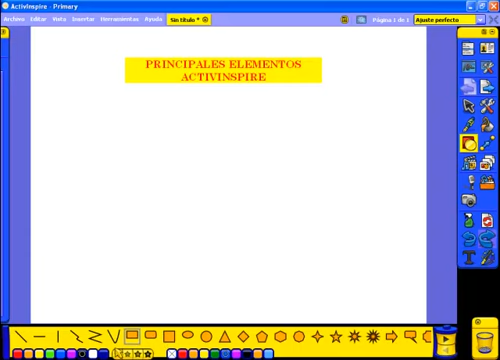 ActivInspire - Primary
Archivo Editar Vista Insertar Herramientas Ayuda Sin título *
Página 1 de 1 Ajuste perfecto
PRINCIPALES ELEMENTOS
ACTIVINSPIRE